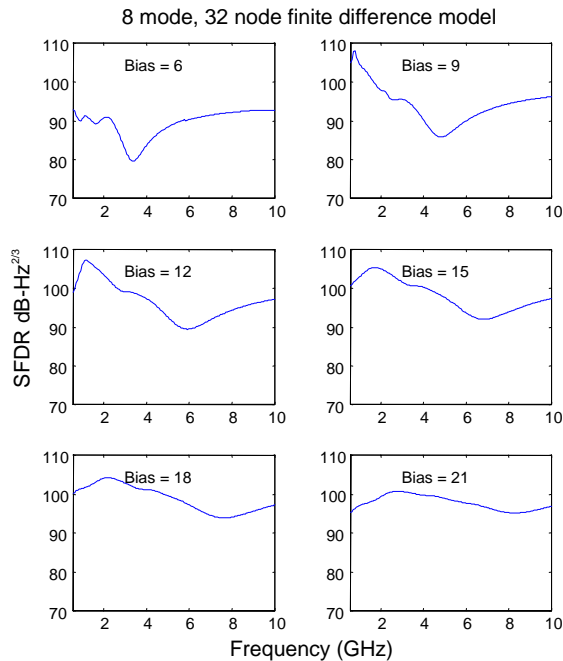 8 mode, 32 node finite difference model
Bias = 6
110
100
90
80
70
2 4 6 8 10
Bias = 9
110
100
90
80
70
2 4 6 8 10
SFDR dB-Hz^2/3
Bias = 12
110
100
90
80
70
2 4 6 8 10
Bias = 15
110
100
90
80
70
2 4 6 8 10
Bias = 18
110
100
90
80
70
2 4 6 8 10
Bias = 21
110
100
90
80
70
2 4 6 8 10
Frequency (GHz)